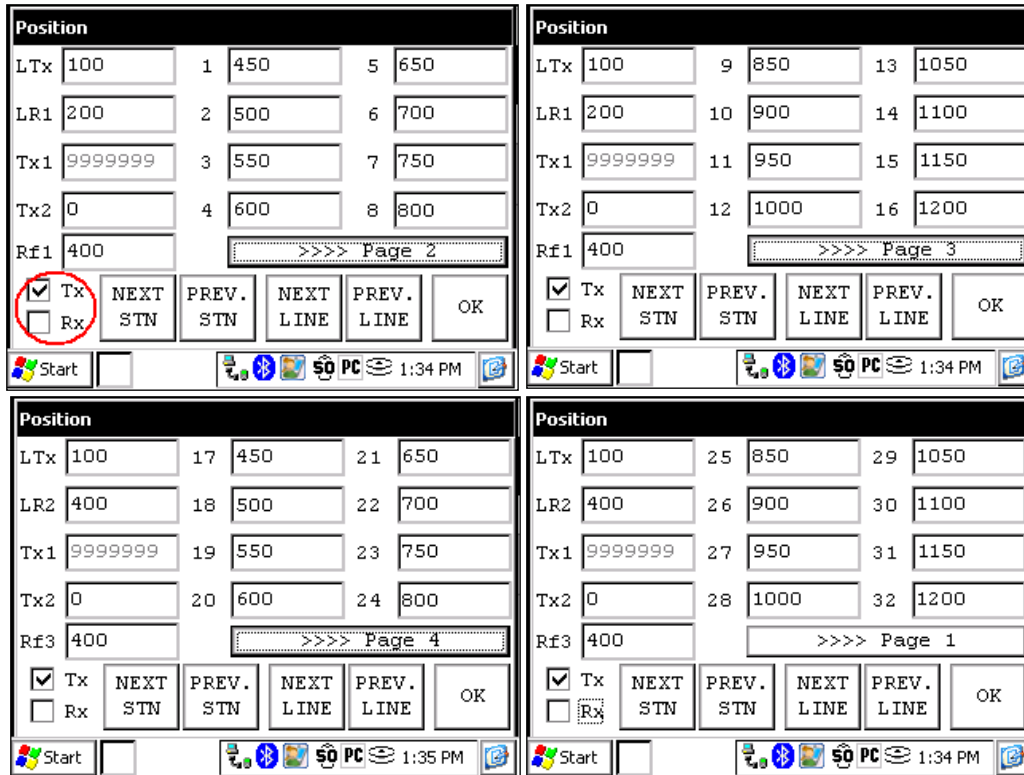 Position
LTx 100 1 450 5 650
LR1 200 2 500 6 700
Tx1 9999999 3 550 7 750
Tx2 0 4 600 8 800
Rf1 400 >>>> Page 2
Tx NEXT STN PREV. STN NEXT LINE PREV. LINE OK
Rx
Start SQ PC 1:34 PM
Position
LTx 100 9 850 13 1050
LR1 200 10 900 14 1100
Tx1 9999999 11 950 15 1150
Tx2 0 12 1000 16 1200
Rf1 400 >>>> Page 3
Tx NEXT STN PREV. STN NEXT LINE PREV. LINE OK
Rx
Start SQ PC 1:34 PM
Position
LTx 100 17 450 21 650
LR2 400 18 500 22 700
Tx1 9999999 19 550 23 750
Tx2 0 20 600 24 800
Rf3 400 >>>> Page 4
Tx NEXT STN PREV. STN NEXT LINE PREV. LINE OK
Rx
Start SQ PC 1:35 PM
Position
LTx 100 25 850 29 1050
LR2 400 26 900 30 1100
Tx1 9999999 27 950 31 1150
Tx2 0 28 1000 32 1200
Rf3 400 >>>> Page 1
Tx NEXT STN PREV. STN NEXT LINE PREV. LINE OK
Rx
Start SQ PC 1:34 PM